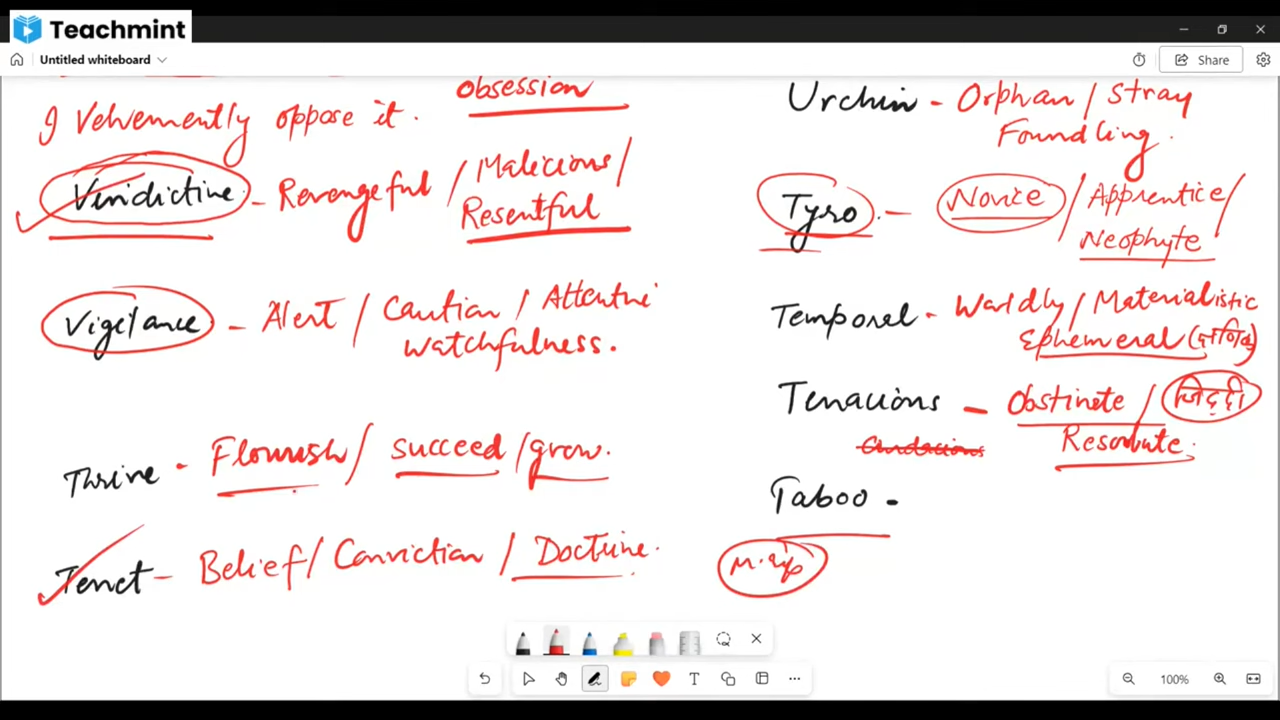 Teachmint
Untitled whiteboard
Share
obsession
I Vehvemently oppose it.
Vindictive - Revengeful / Malicious /
Resentful
Vigilance - Alert / Caution / Attentive
watchfulness.
Thrive - Flourish / succeed / grow.
Tenet - Belief / Conviction / Doctrine.
Urchin - Orphan / Stray
Foundling.
Tyro - Novice / Apprentice /
Neophyte
Temporal - Worldly / Materialistic
Ephemeral (
Tenacious - Obstinate / जिद्दी
Resolute.
Taboo -
100%